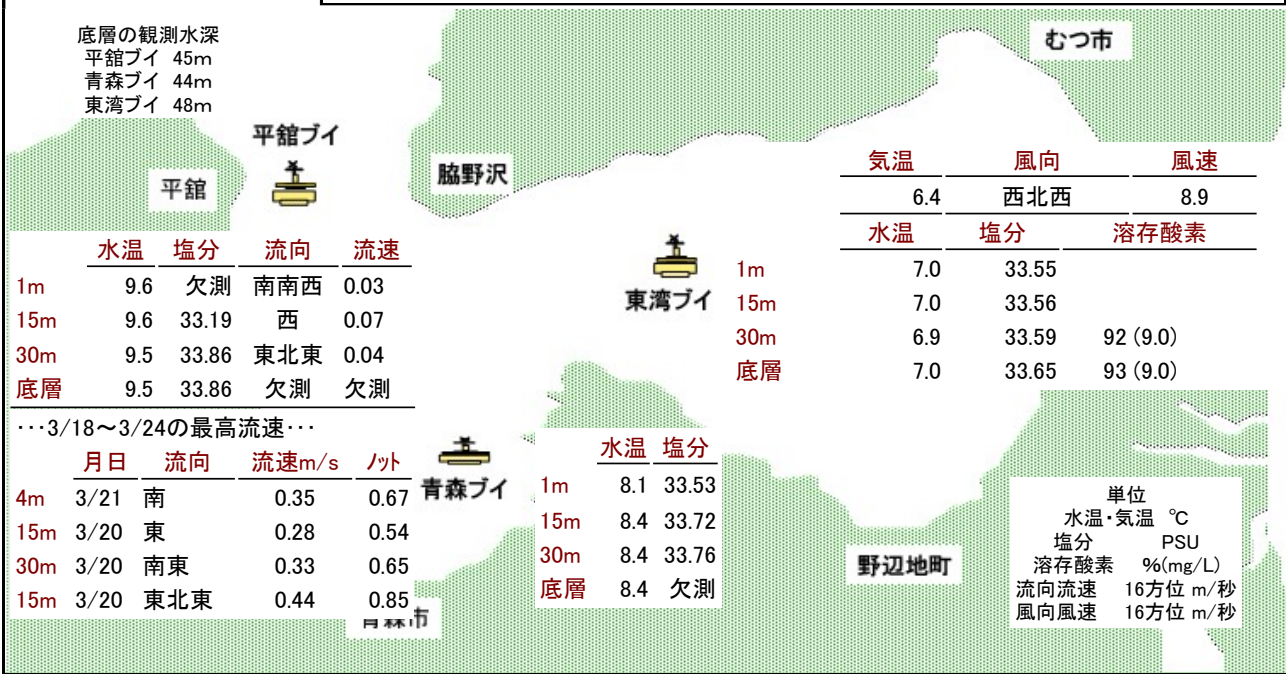 底層の観測水深
平舘ブイ 45m
青森ブイ 44m
東湾ブイ 48m
むつ市
平舘ブイ
脇野沢
平舘
気温 風向 風速
6.4 西北西 8.9
水温 塩分 溶存酸素
1m 7.0 33.55
15m 7.0 33.56
30m 6.9 33.59 92 (9.0)
底層 7.0 33.65 93 (9.0)
東湾ブイ
水温 塩分 流向 流速
1m 9.6 欠測 南南西 0.03
15m 9.6 33.19 西 0.07
30m 9.5 33.86 東北東 0.04
底層 9.5 33.86 欠測 欠測
･･･3/18～3/24の最高流速･･･
月日 流向 流速m/s ノット
4m 3/21 南 0.35 0.67
15m 3/20 東 0.28 0.54
30m 3/20 南東 0.33 0.65
15m 3/20 東北東 0.44 0.85
青森ブイ
水温 塩分
1m 8.1 33.53
15m 8.4 33.72
30m 8.4 33.76
底層 8.4 欠測
青森市
野辺地町
単位
水温･気温 ℃
塩分 PSU
溶存酸素 %(mg/L)
流向流速 16方位 m/秒
風向風速 16方位 m/秒